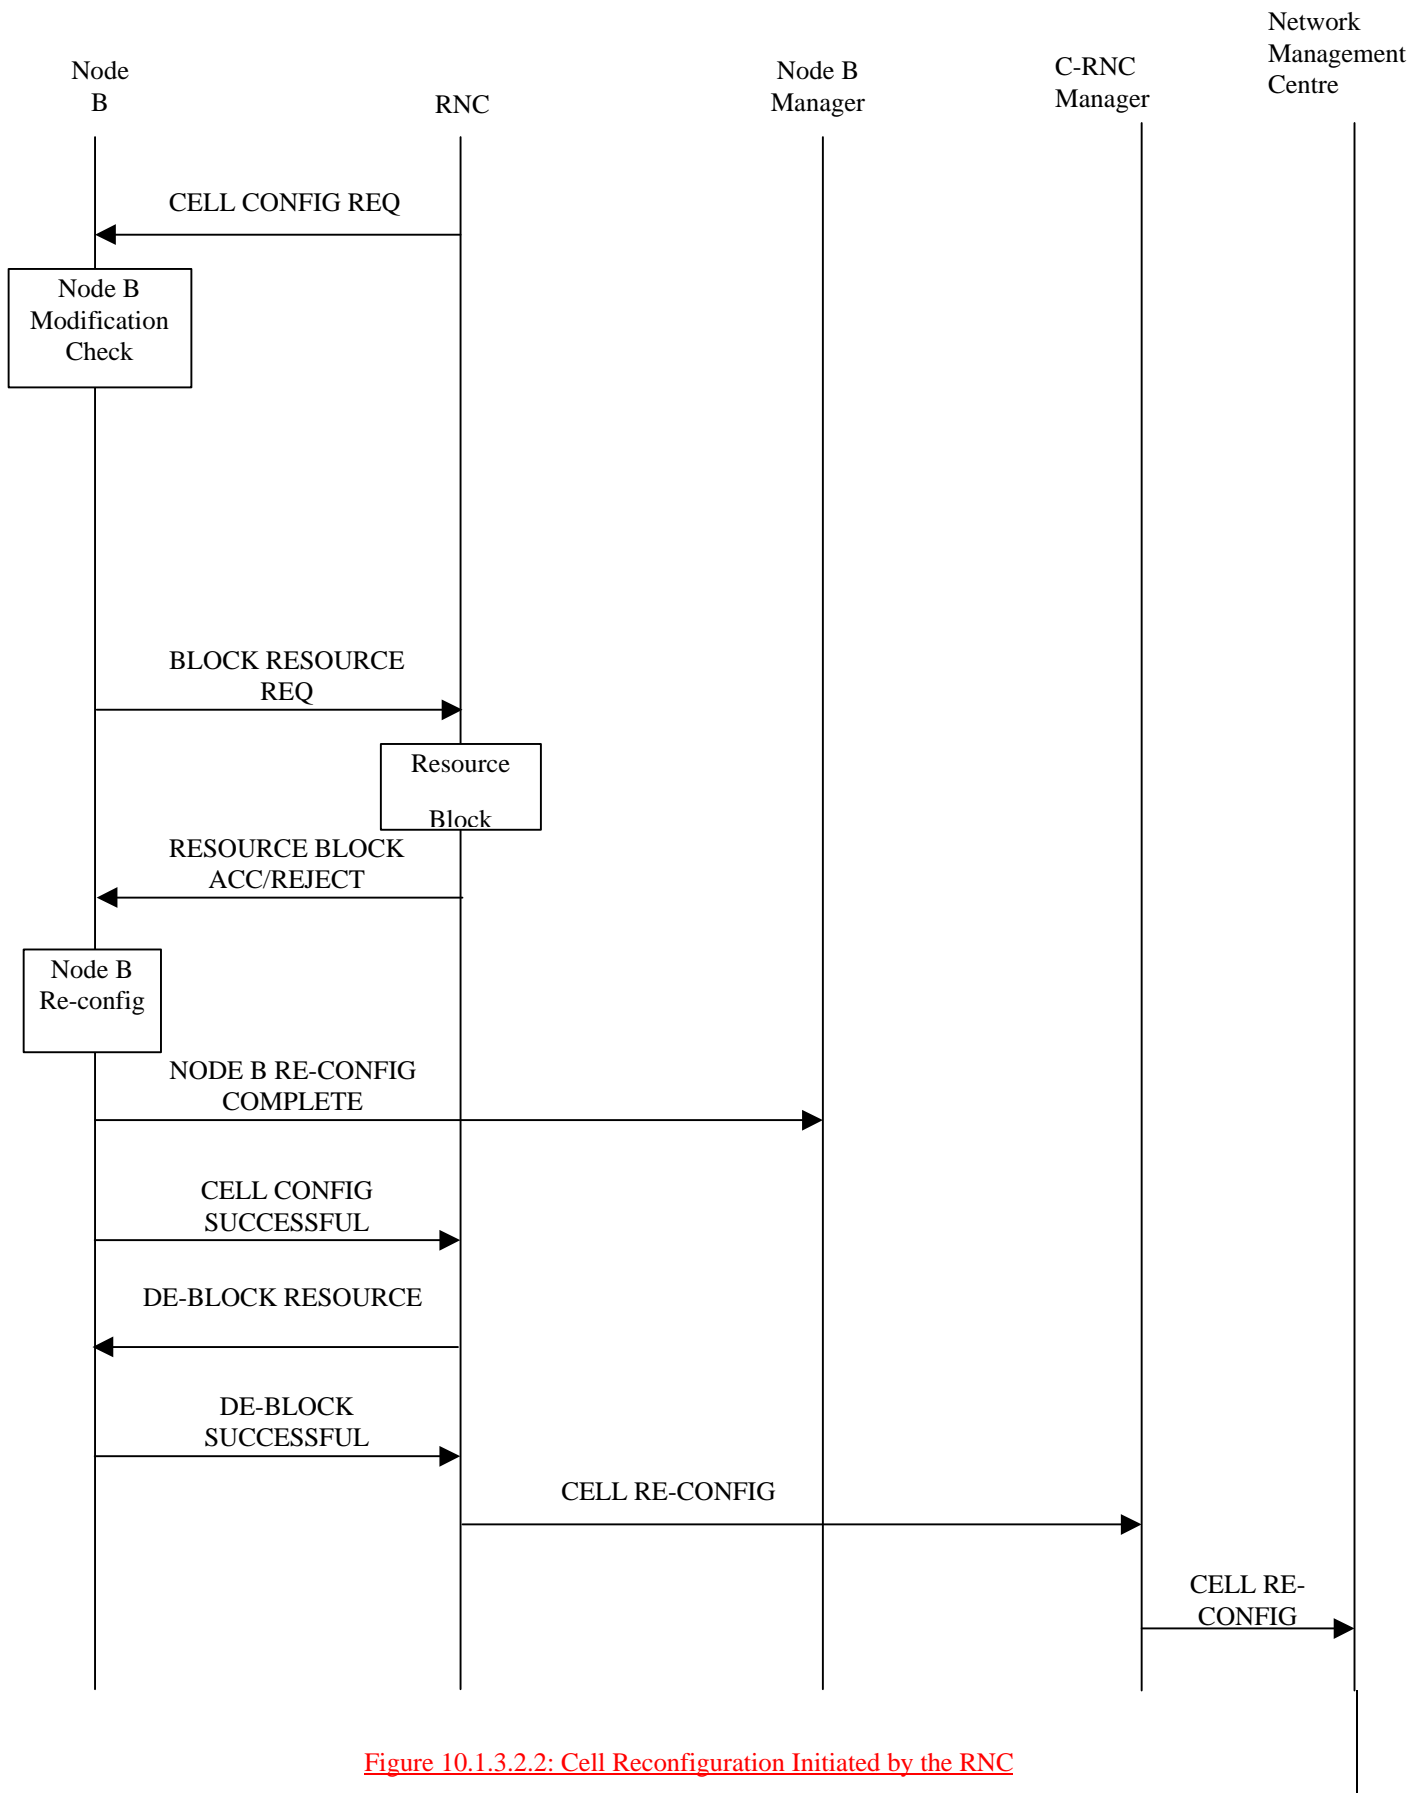 Network
Management
Centre
Node
B
RNC
Node B
Manager
C-RNC
Manager
CELL CONFIG REQ
Node B
Modification
Check
BLOCK RESOURCE
REQ
Resource
Block
RESOURCE BLOCK
ACC/REJECT
Node B
Re-config
NODE B RE-CONFIG
COMPLETE
CELL CONFIG
SUCCESSFUL
DE-BLOCK RESOURCE
DE-BLOCK
SUCCESSFUL
CELL RE-CONFIG
CELL RE-
CONFIG
Figure 10.1.3.2.2: Cell Reconfiguration Initiated by the RNC